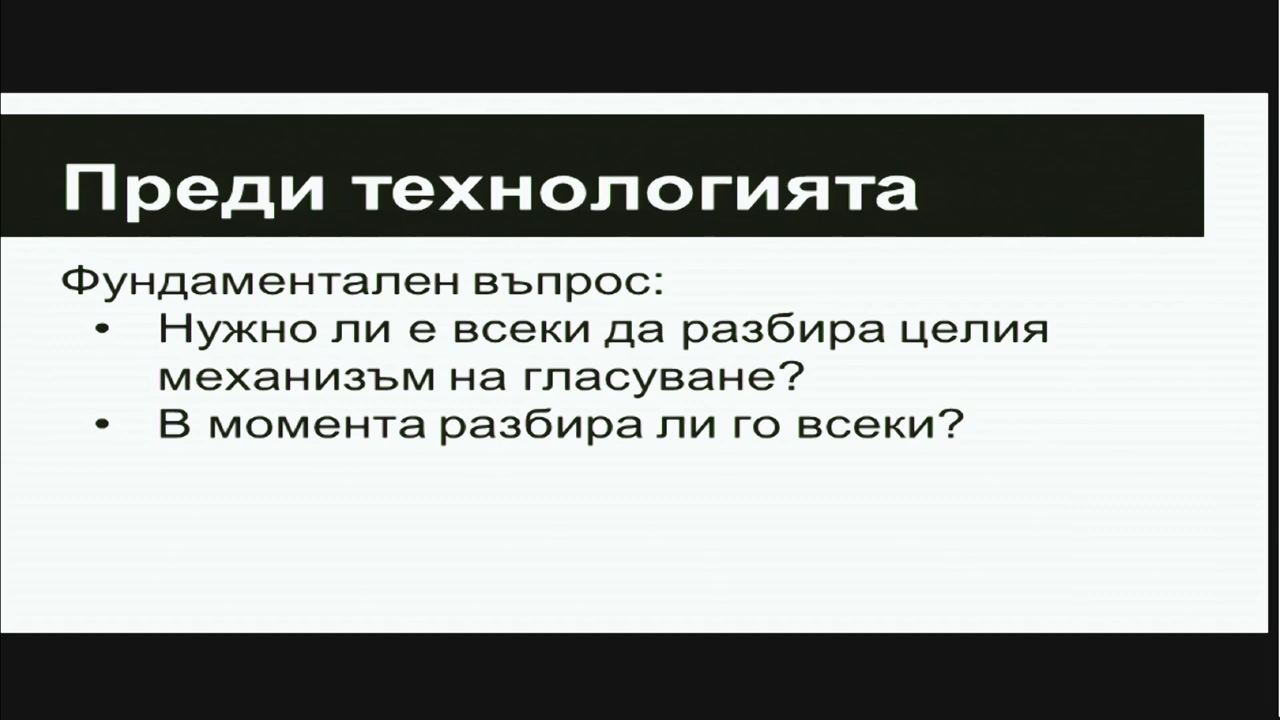 Преди технологията
Фундаментален въпрос:
• Нужно ли е всеки да разбира целия
механизъм на гласуване?
• В момента разбира ли го всеки?